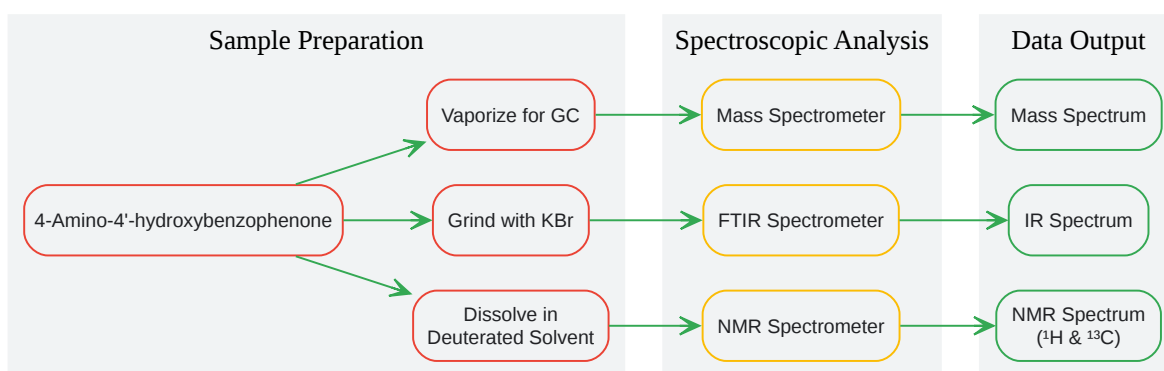 Sample Preparation
Spectroscopic Analysis
Data Output
Vaporize for GC
Mass Spectrometer
Mass Spectrum
4-Amino-4'-hydroxybenzophenone
Grind with KBr
FTIR Spectrometer
IR Spectrum
Dissolve in
Deuterated Solvent
NMR Spectrometer
NMR Spectrum
(¹H & ¹³C)